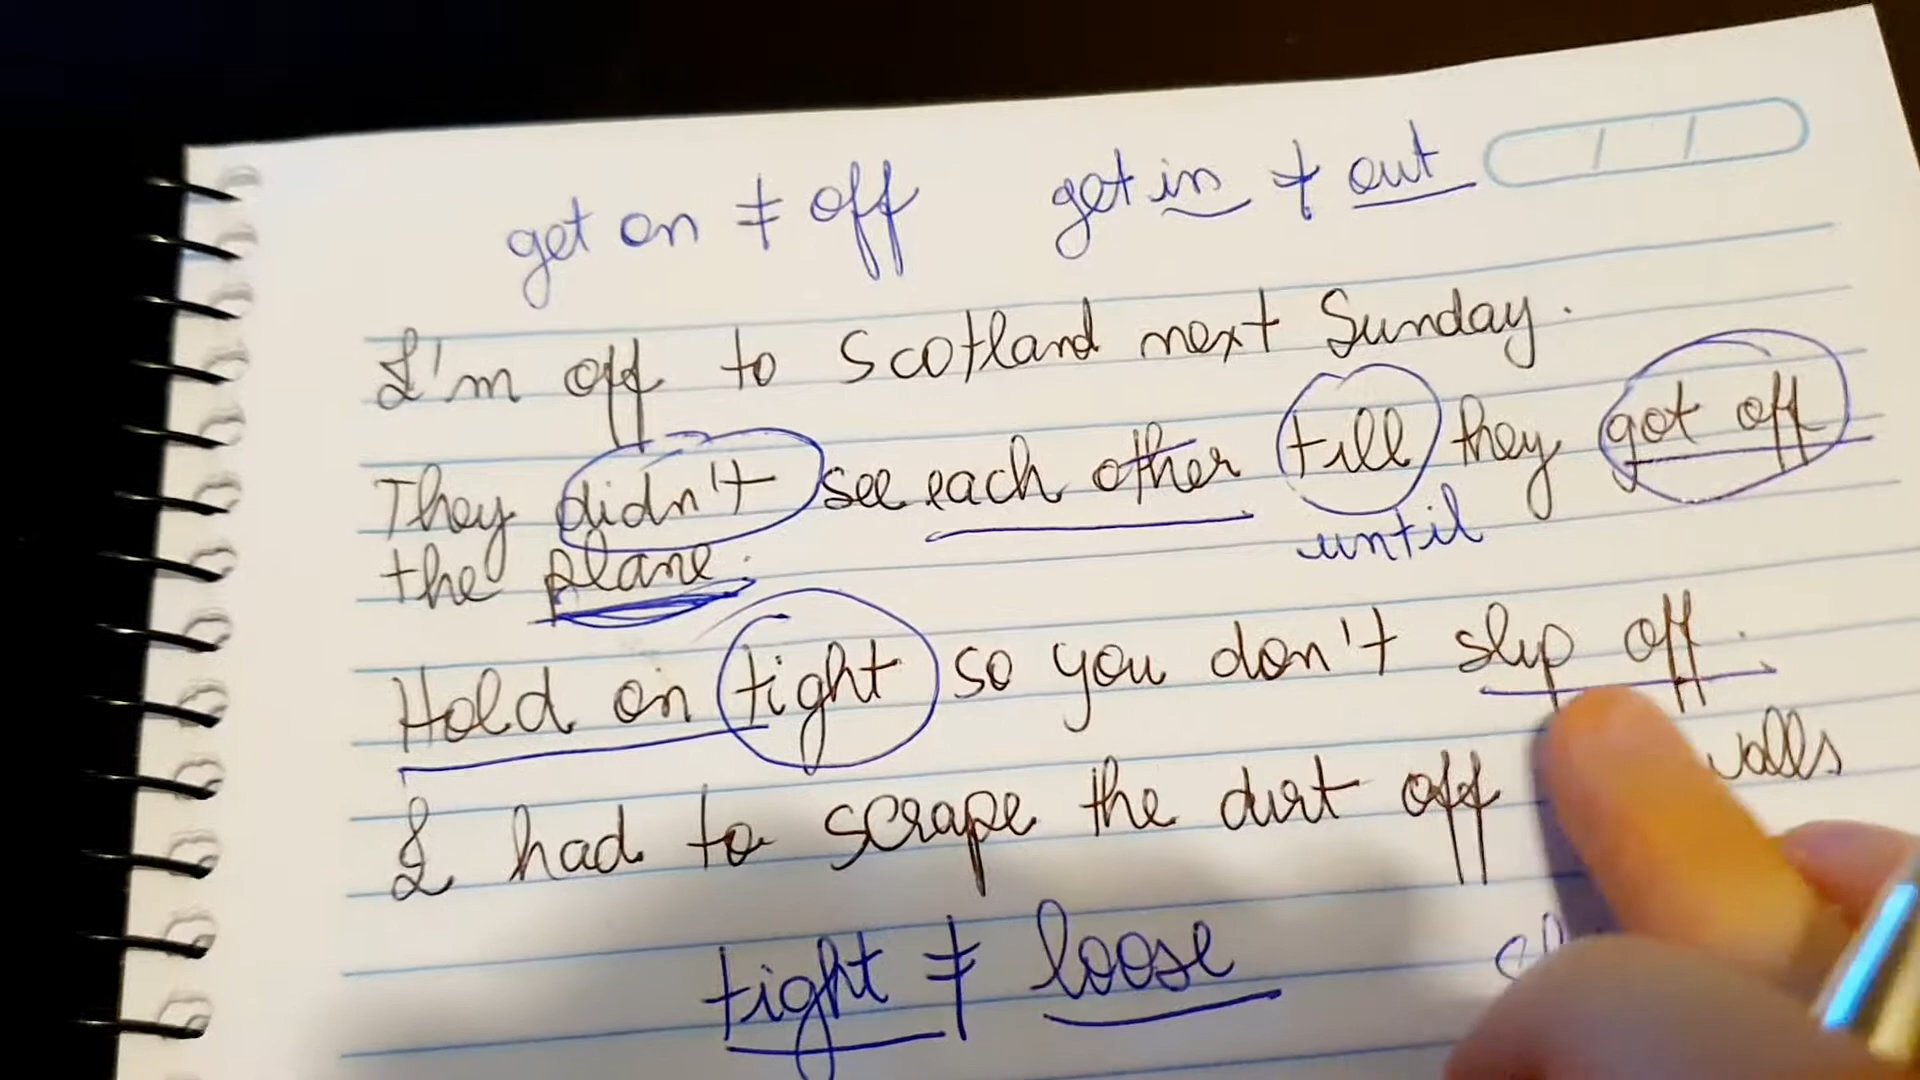 get on ≠ off get in ≠ out
I'm off to Scotland next Sunday.
They didn't see each other till they got off
until
the plane.
Hold on tight so you don't slip off.
I had to scrape the dirt off walls
tight ≠ loose